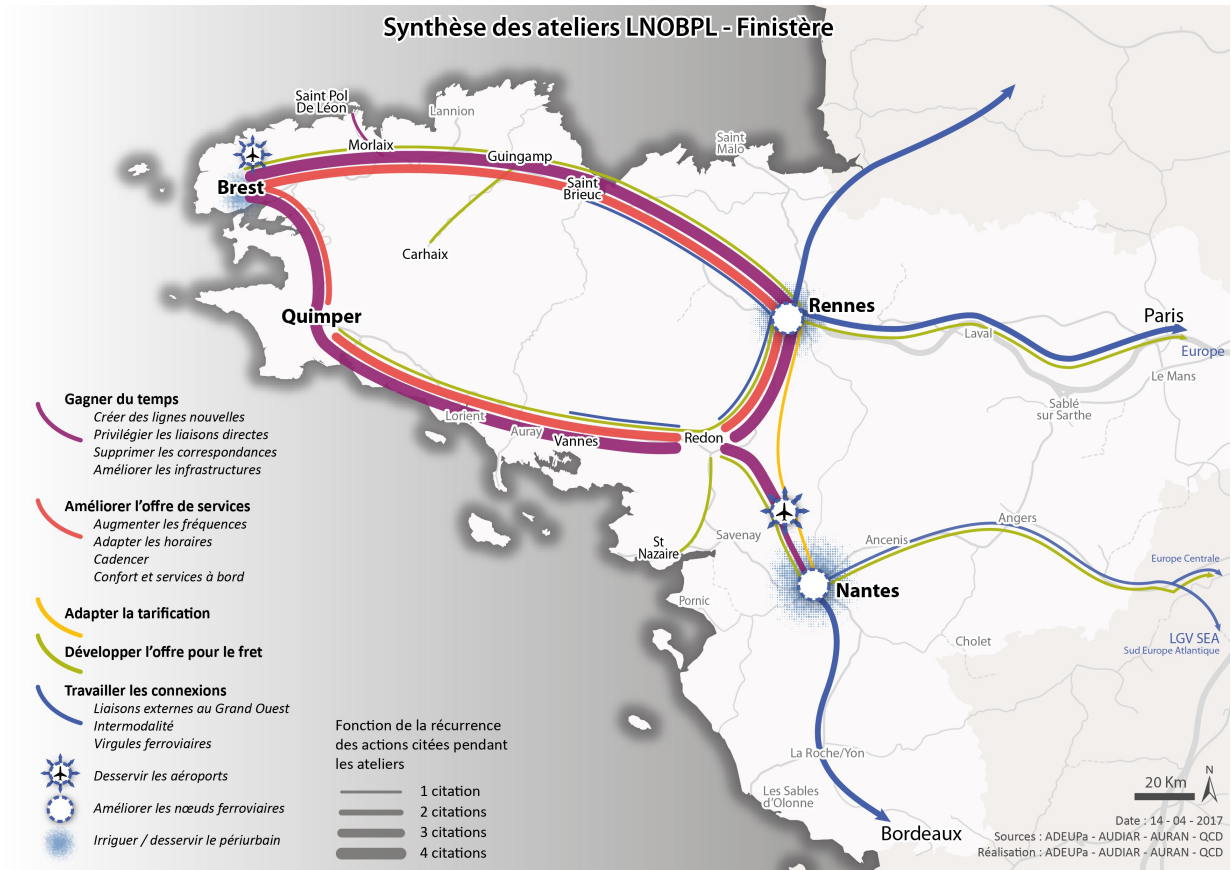 Synthèse des ateliers LNOBPL - Finistère
Saint Pol
De Léon
Lannion
Morlaix
Guingamp
Saint
Malo
Brest
Saint
Brieuc
Carhaix
Quimper
Rennes
Paris
Europe
Laval
Le Mans
Sablé
sur Sarthe
Lorient
Auray
Vannes
Redon
St
Nazaire
Savenay
Ancenis
Angers
Europe Centrale
Nantes
Pornic
Cholet
LGV SEA
Sud Europe Atlantique
La Roche/Yon
Les Sables
d'Olonne
Bordeaux
Gagner du temps
Créer des lignes nouvelles
Privilégier les liaisons directes
Supprimer les correspondances
Améliorer les infrastructures
Améliorer l'offre de services
Augmenter les fréquences
Adapter les horaires
Cadencer
Confort et services à bord
Adapter la tarification
Développer l'offre pour le fret
Travailler les connexions
Liaisons externes au Grand Ouest
Intermodalité
Virgules ferroviaires
Desservir les aéroports
Améliorer les nœuds ferroviaires
Irriguer / desservir le périurbain
Fonction de la récurrence
des actions citées pendant
les ateliers
1 citation
2 citations
3 citations
4 citations
20 Km
N
Date : 14 - 04 - 2017
Sources : ADEUPa - AUDIAR - AURAN - QCD
Réalisation : ADEUPa - AUDIAR - AURAN - QCD